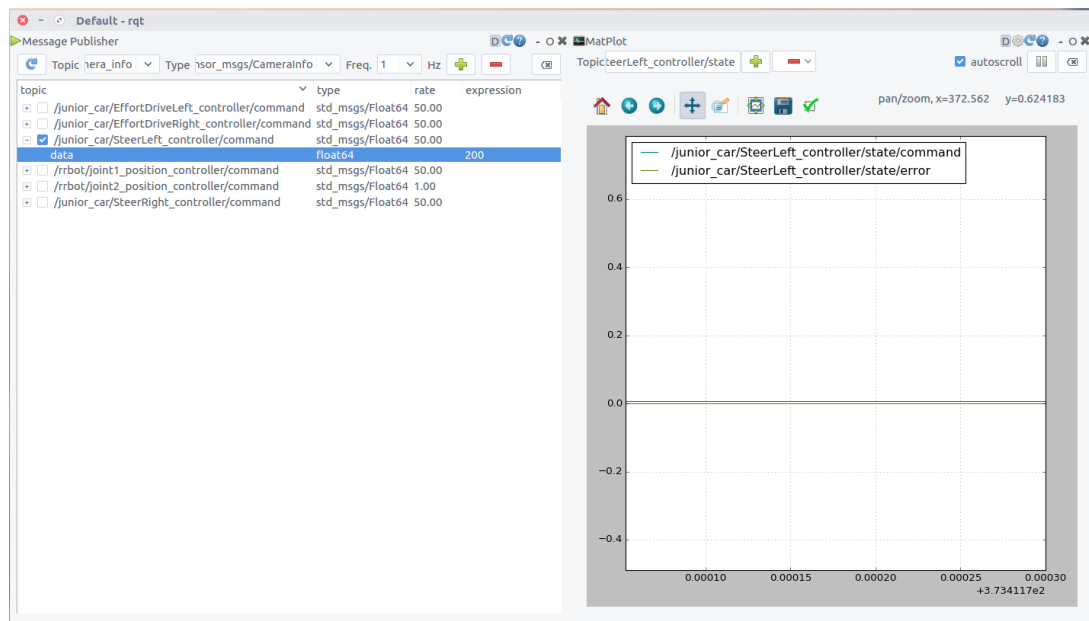 Default - rqt
Message Publisher
D
- O
Topic nera_info Type nsor_msgs/CameraInfo Freq. 1 Hz
topic type rate expression
/junior_car/EffortDriveLeft_controller/command std_msgs/Float64 50.00
/junior_car/EffortDriveRight_controller/command std_msgs/Float64 50.00
/junior_car/SteerLeft_controller/command std_msgs/Float64 50.00
data float64 200
/rrbot/joint1_position_controller/command std_msgs/Float64 50.00
/rrbot/joint2_position_controller/command std_msgs/Float64 1.00
/junior_car/SteerRight_controller/command std_msgs/Float64 50.00
MatPlot
D
- O
Topic teerLeft_controller/state autoscroll
pan/zoom, x=372.562 y=0.624183
/junior_car/SteerLeft_controller/state/command
/junior_car/SteerLeft_controller/state/error
0.6
0.4
0.2
0.0
−0.2
−0.4
0.00010 0.00015 0.00020 0.00025 0.00030
+3.734117e2